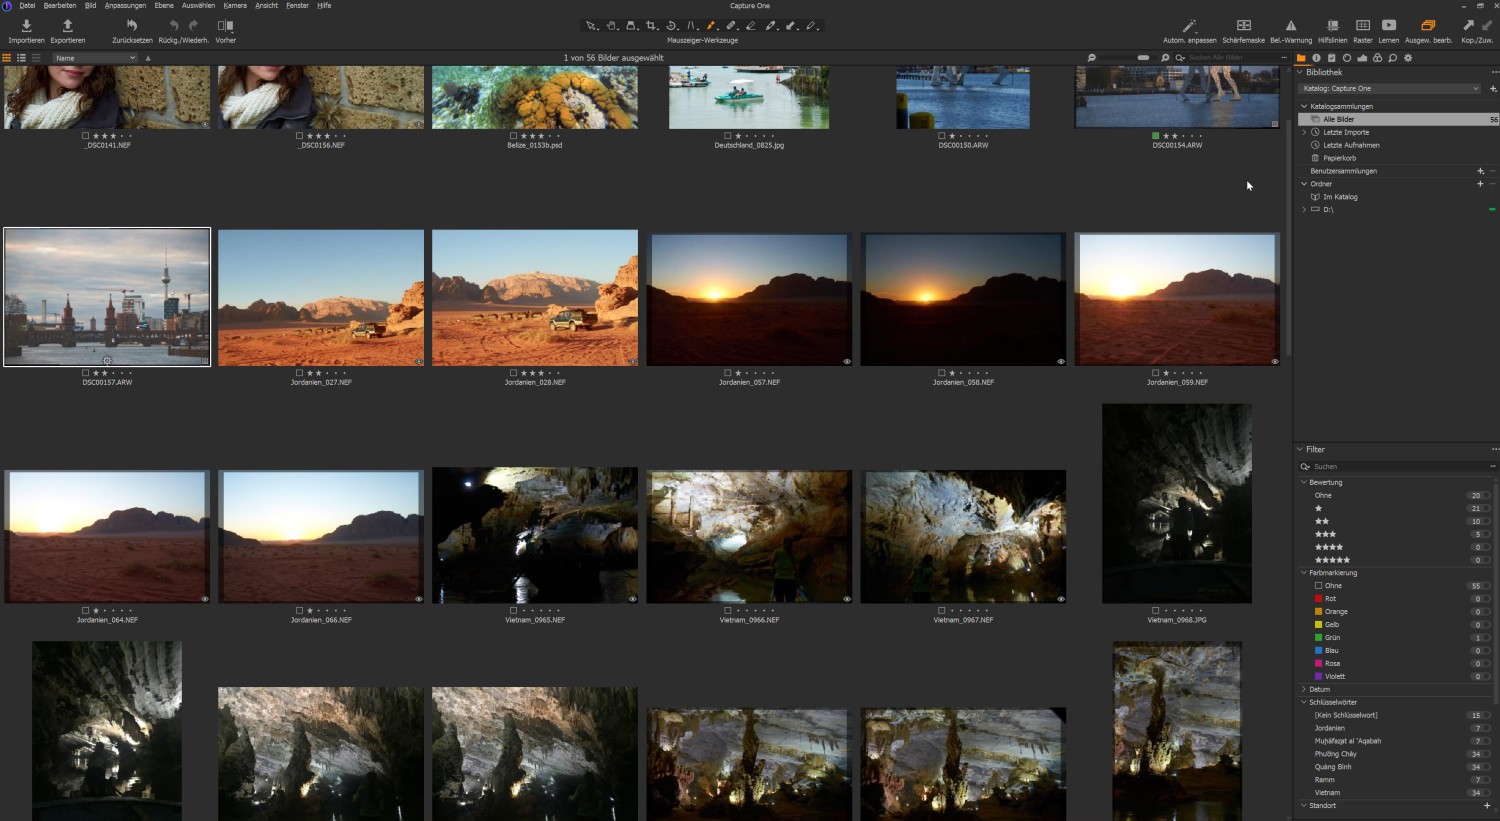 Datei Bearbeiten Bild Anpassungen Ebene Auswählen Kamera Ansicht Fenster Hilfe
Capture One
Importieren Exportieren Zurücksetzen Rückg./Wiederh. Vorher
Mauszeiger-Werkzeuge
Autom. anpassen Schärfemaske Bel.-Warnung Hilfslinien Raster Lernen Ausgew. bearb. Kop./Zuw.
Name
1 von 56 Bilder ausgewählt
Suchen Alle Bilder
_DSC0141.NEF
_DSC0156.NEF
Belize_0153b.psd
Deutschland_0825.jpg
DSC00150.ARW
DSC00154.ARW
DSC00157.ARW
Jordanien_027.NEF
Jordanien_028.NEF
Jordanien_057.NEF
Jordanien_058.NEF
Jordanien_059.NEF
Jordanien_064.NEF
Jordanien_066.NEF
Vietnam_0965.NEF
Vietnam_0966.NEF
Vietnam_0967.NEF
Vietnam_0968.JPG
Bibliothek
Katalog: Capture One
Katalogsammlungen
Alle Bilder 56
Letzte Importe
Letzte Aufnahmen
Papierkorb
Benutzersammlungen
Ordner
Im Katalog
D:\
Filter
Suchen
Bewertung
Ohne 20
★ 21
★★ 10
★★★ 5
★★★★ 0
★★★★★ 0
Farbmarkierung
Ohne 55
Rot 0
Orange 0
Gelb 0
Grün 1
Blau 0
Rosa 0
Violett 0
Datum
Schlüsselwörter
[Kein Schlüsselwort] 15
Jordanien 7
Muḩāfaz̧at al ‘Aqabah 7
Phường Chảy 34
Quảng Bình 34
Ramm 7
Vietnam 34
Standort